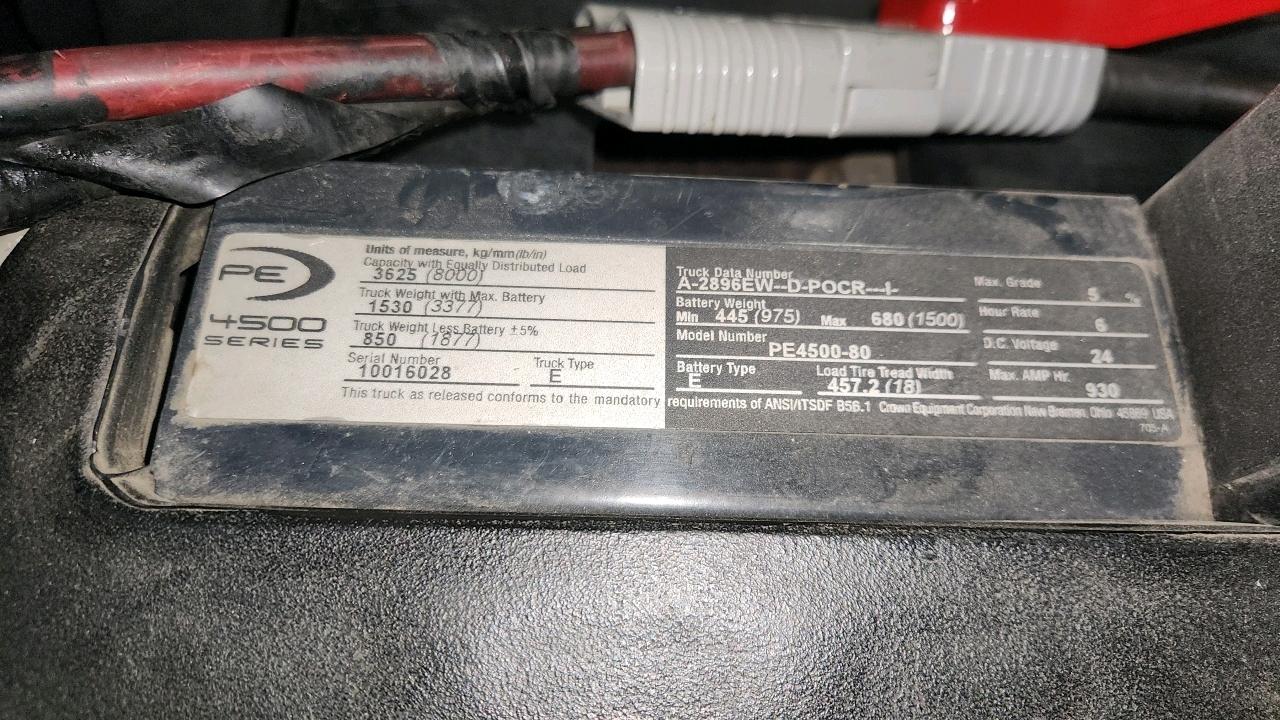 PE
4500
SERIES
Units of measure, kg/mm (lb/in)
Capacity with Equally Distributed Load
3625 (8000)
Truck Weight with Max. Battery
1530 (3377)
Truck Weight Less Battery ±5%
850 (1877)
Serial Number
10016028
Truck Type
E
This truck as released conforms to the mandatory requirements of ANSI/ITSDF B56.1 Crown Equipment Corporation New Bremen, Ohio 45869 USA
Truck Data Number
A-2896EW--D-POCR---I-
Battery Weight
Min 445 (975) Max 680 (1500)
Model Number
PE4500-80
Battery Type
E
Load Tire Tread Width
457.2 (18)
Max. Grade
5 %
Hour Rate
6
D.C. Voltage
24
Max. AMP Hr.
930
705-A